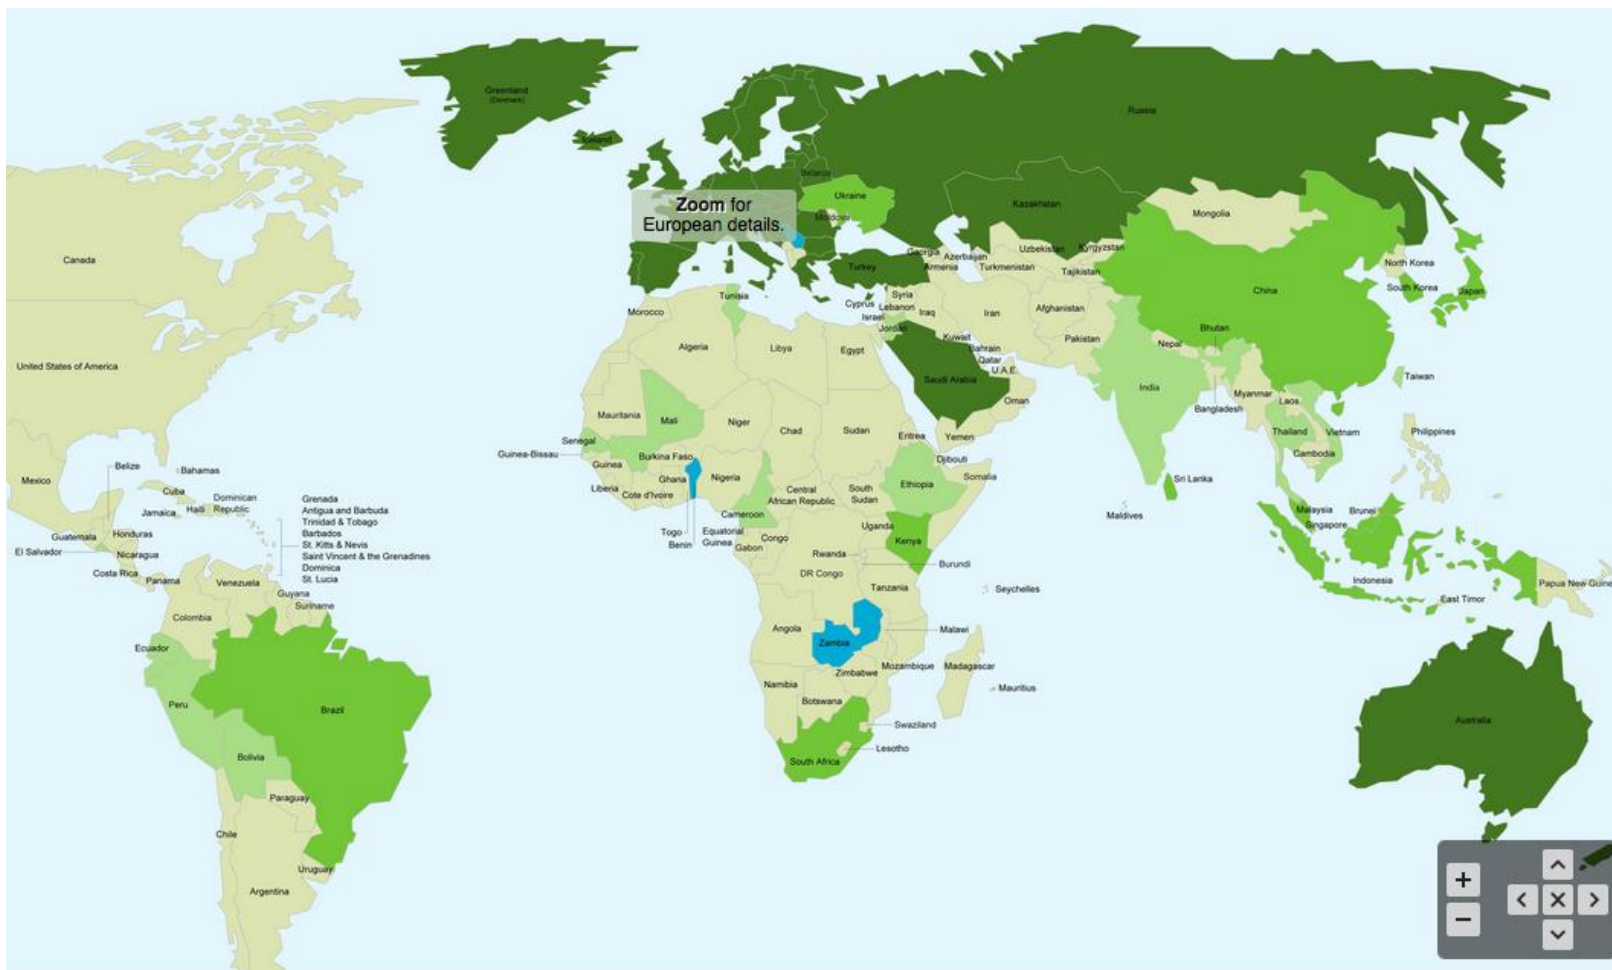 Greenland
(Denmark)
Iceland
Russia
Belarus
Ukraine
Zoom for
European details.
Moldova
Kazakhstan
Mongolia
Georgia
Azerbaijan
Armenia
Uzbekistan
Kyrgyzstan
Turkmenistan
Tajikistan
Turkey
China
North Korea
South Korea
Japan
Canada
United States of America
Mexico
Belize
Bahamas
Cuba
Jamaica
Haiti
Dominican
Republic
Guatemala
Honduras
El Salvador
Nicaragua
Costa Rica
Panama
Grenada
Antigua and Barbuda
Trinidad & Tobago
Barbados
St. Kitts & Nevis
Saint Vincent & the Grenadines
Dominica
St. Lucia
Venezuela
Guyana
Suriname
Colombia
Ecuador
Peru
Brazil
Bolivia
Paraguay
Chile
Uruguay
Argentina
Morocco
Tunisia
Algeria
Libya
Egypt
Cyprus
Syria
Lebanon
Israel
Jordan
Iraq
Iran
Kuwait
Bahrain
Qatar
U.A.E.
Saudi Arabia
Oman
Yemen
Afghanistan
Pakistan
Nepal
Bhutan
India
Bangladesh
Myanmar
Laos
Thailand
Vietnam
Cambodia
Taiwan
Philippines
Sri Lanka
Maldives
Malaysia
Singapore
Brunei
Indonesia
East Timor
Papua New Guine
Mauritania
Mali
Niger
Chad
Sudan
Eritrea
Djibouti
Somalia
Ethiopia
Senegal
Guinea-Bissau
Guinea
Burkina Faso
Ghana
Liberia
Cote d'Ivoire
Togo
Benin
Nigeria
Cameroon
Equatorial
Guinea
Gabon
Congo
Central
African Republic
South
Sudan
Uganda
Kenya
Rwanda
Burundi
DR Congo
Tanzania
Seychelles
Angola
Zambia
Malawi
Zimbabwe
Mozambique
Madagascar
Mauritius
Namibia
Botswana
Swaziland
Lesotho
South Africa
Australia